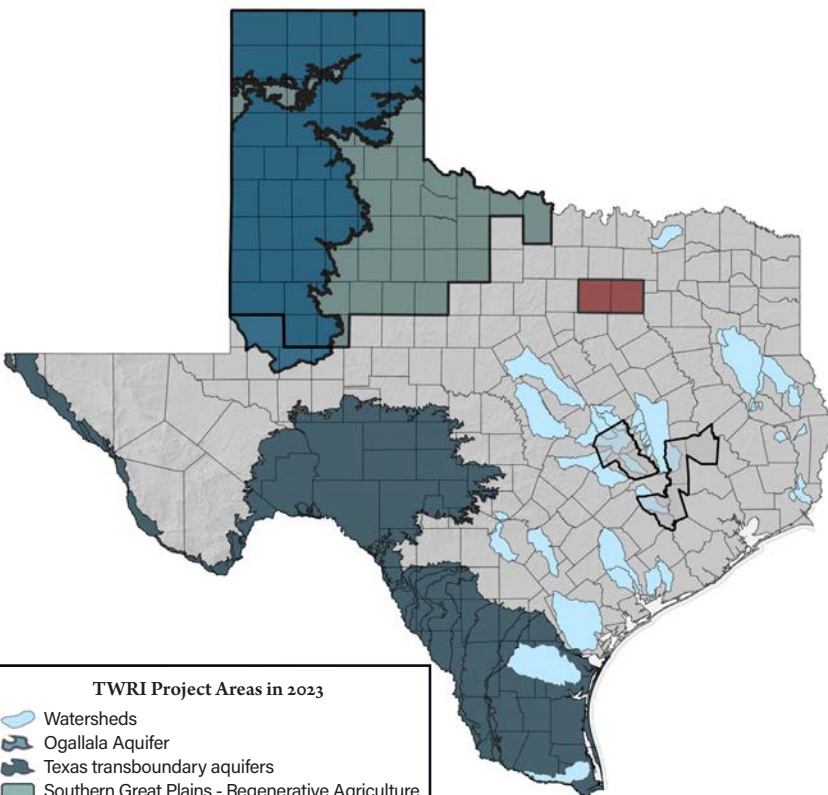 TWRI Project Areas in 2023
Watersheds
Ogallala Aquifer
Texas transboundary aquifers
Southern Great Plains - Regenerative Agriculture